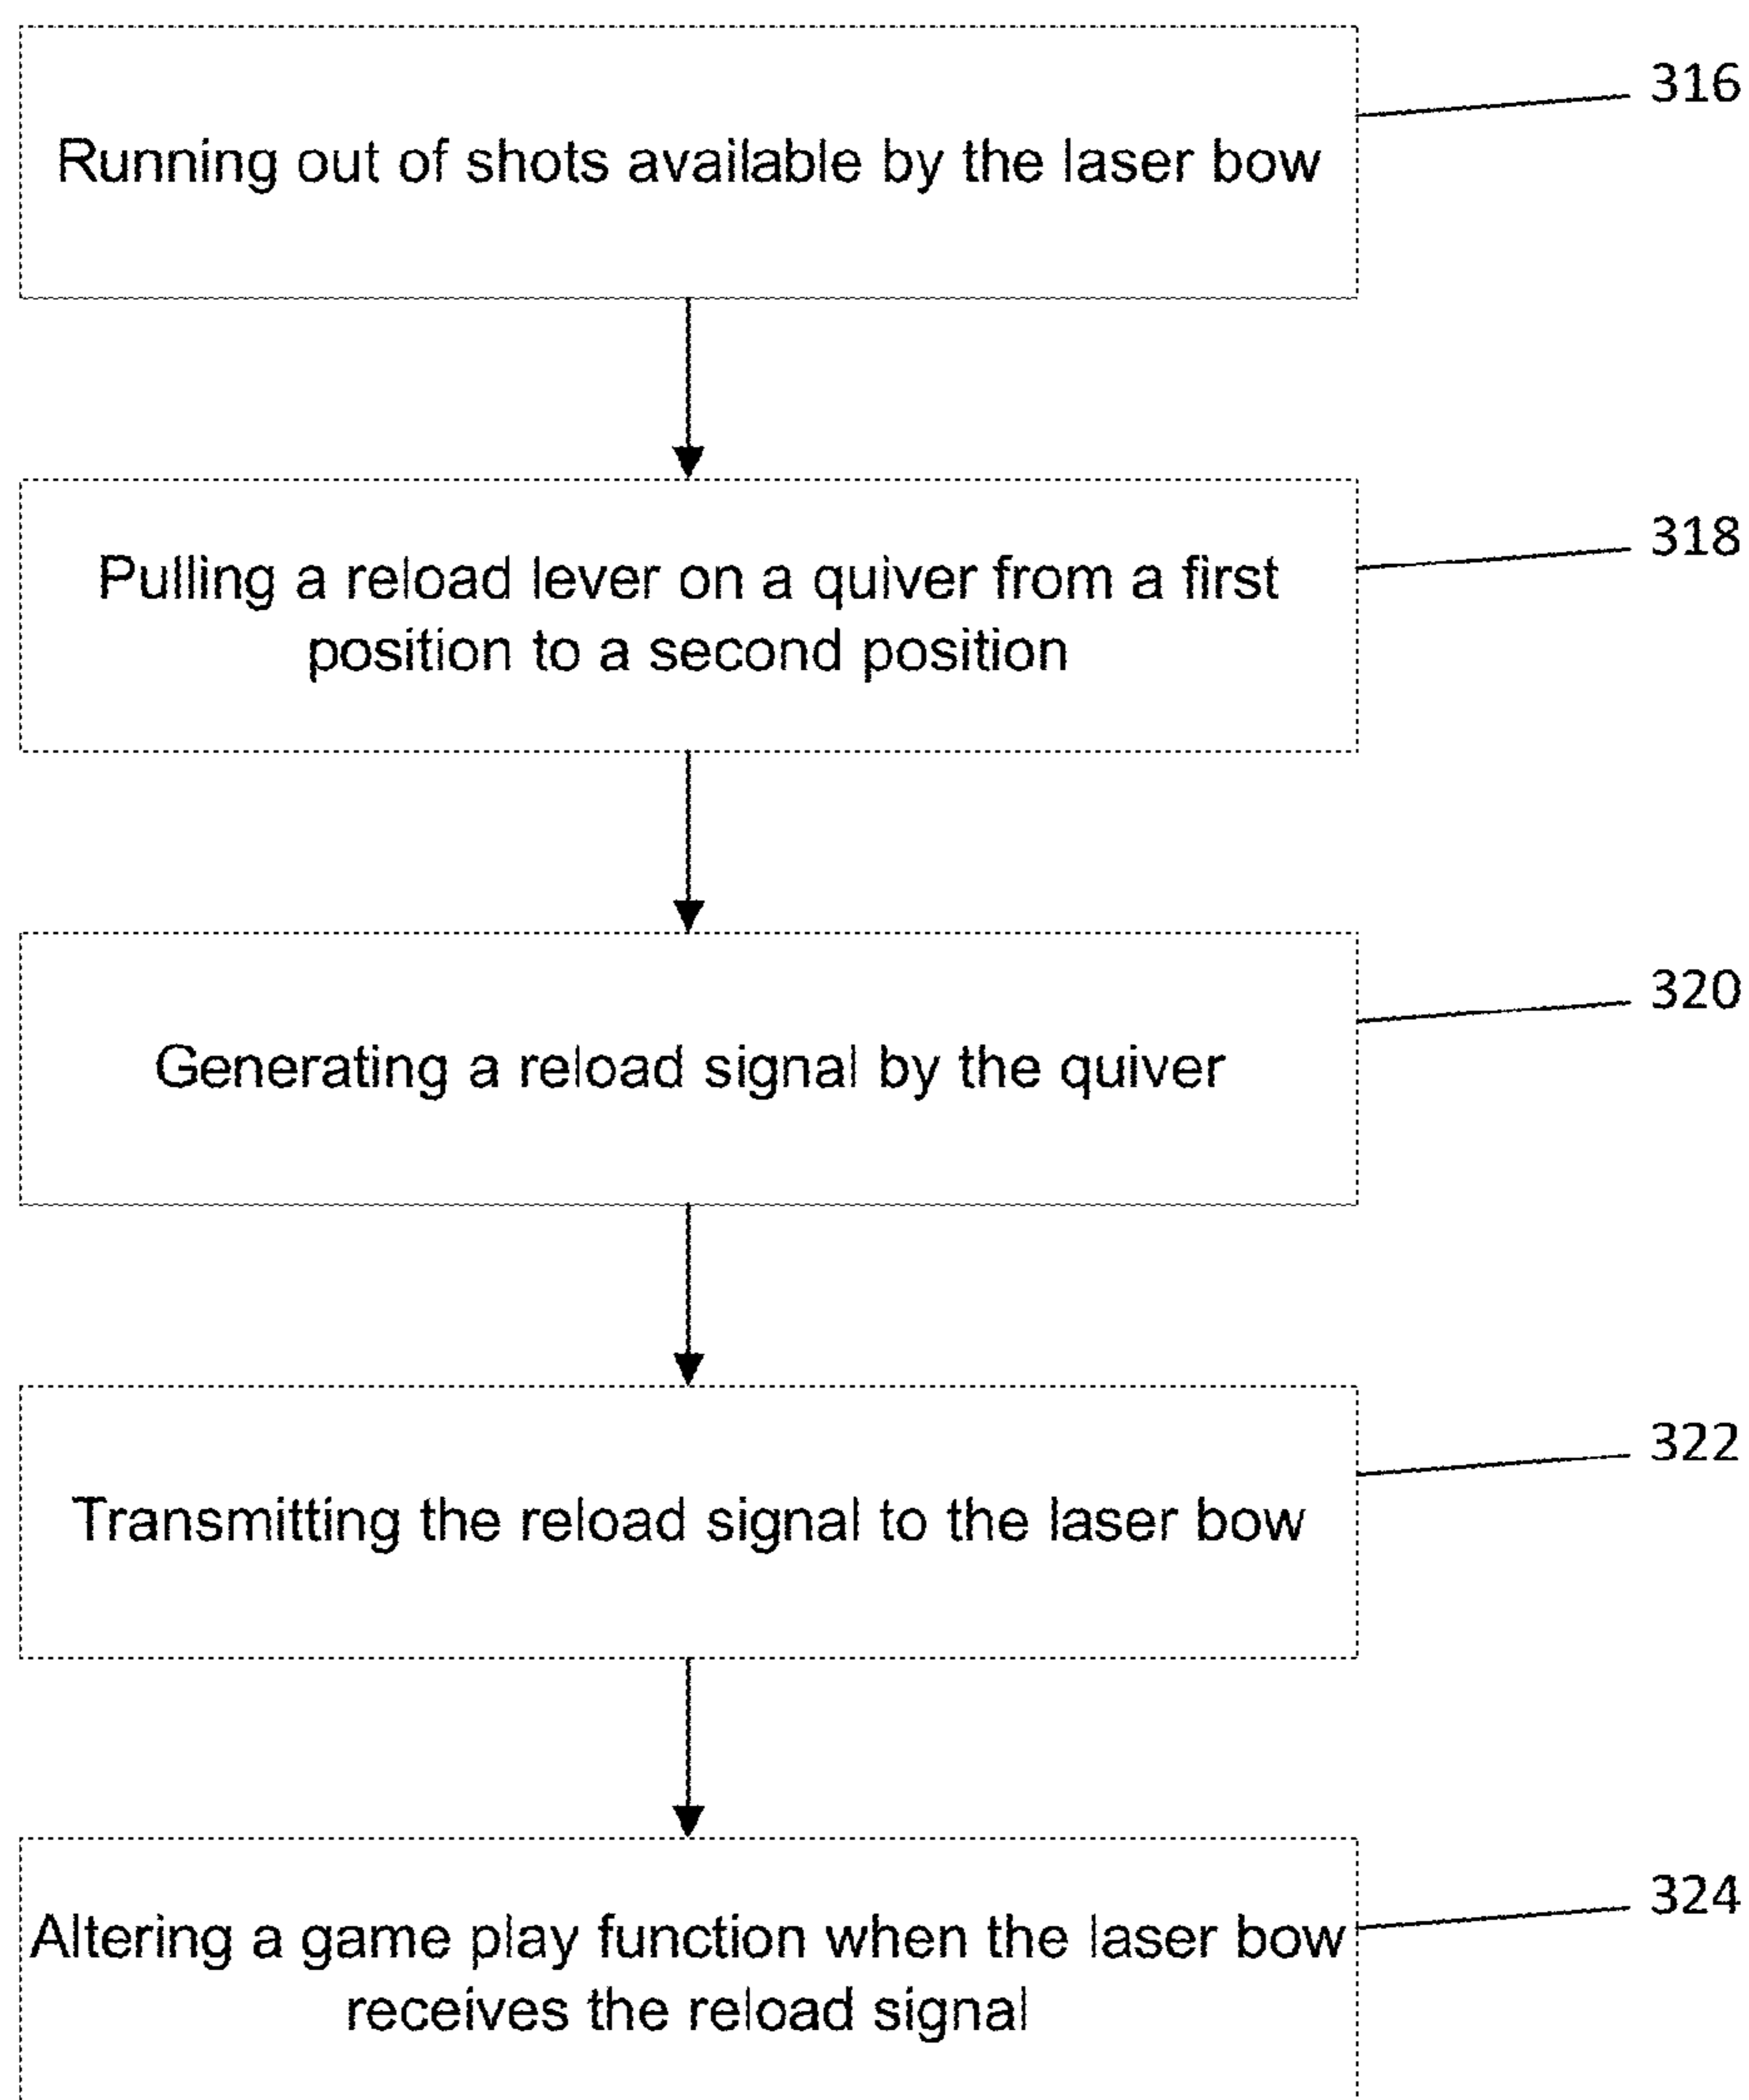 316
Running out of shots available by the laser bow
318
Pulling a reload lever on a quiver from a first
position to a second position
320
Generating a reload signal by the quiver
322
Transmitting the reload signal to the laser bow
324
Altering a game play function when the laser bow
receives the reload signal